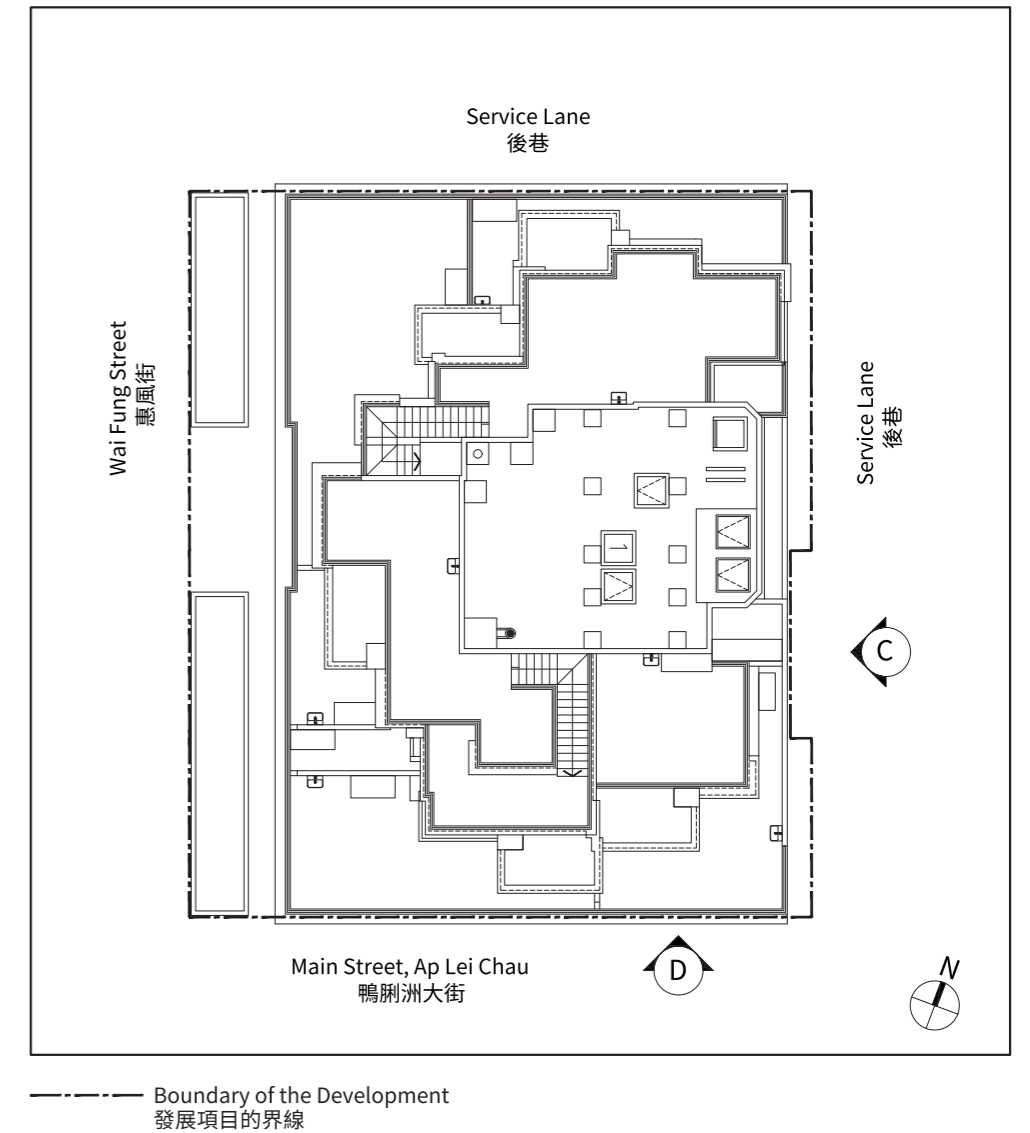 Service Lane
後巷
Wai Fung Street
惠風街
Service Lane
後巷
1
C
Main Street, Ap Lei Chau
鴨脷洲大街
D
N
Boundary of the Development
發展項目的界線